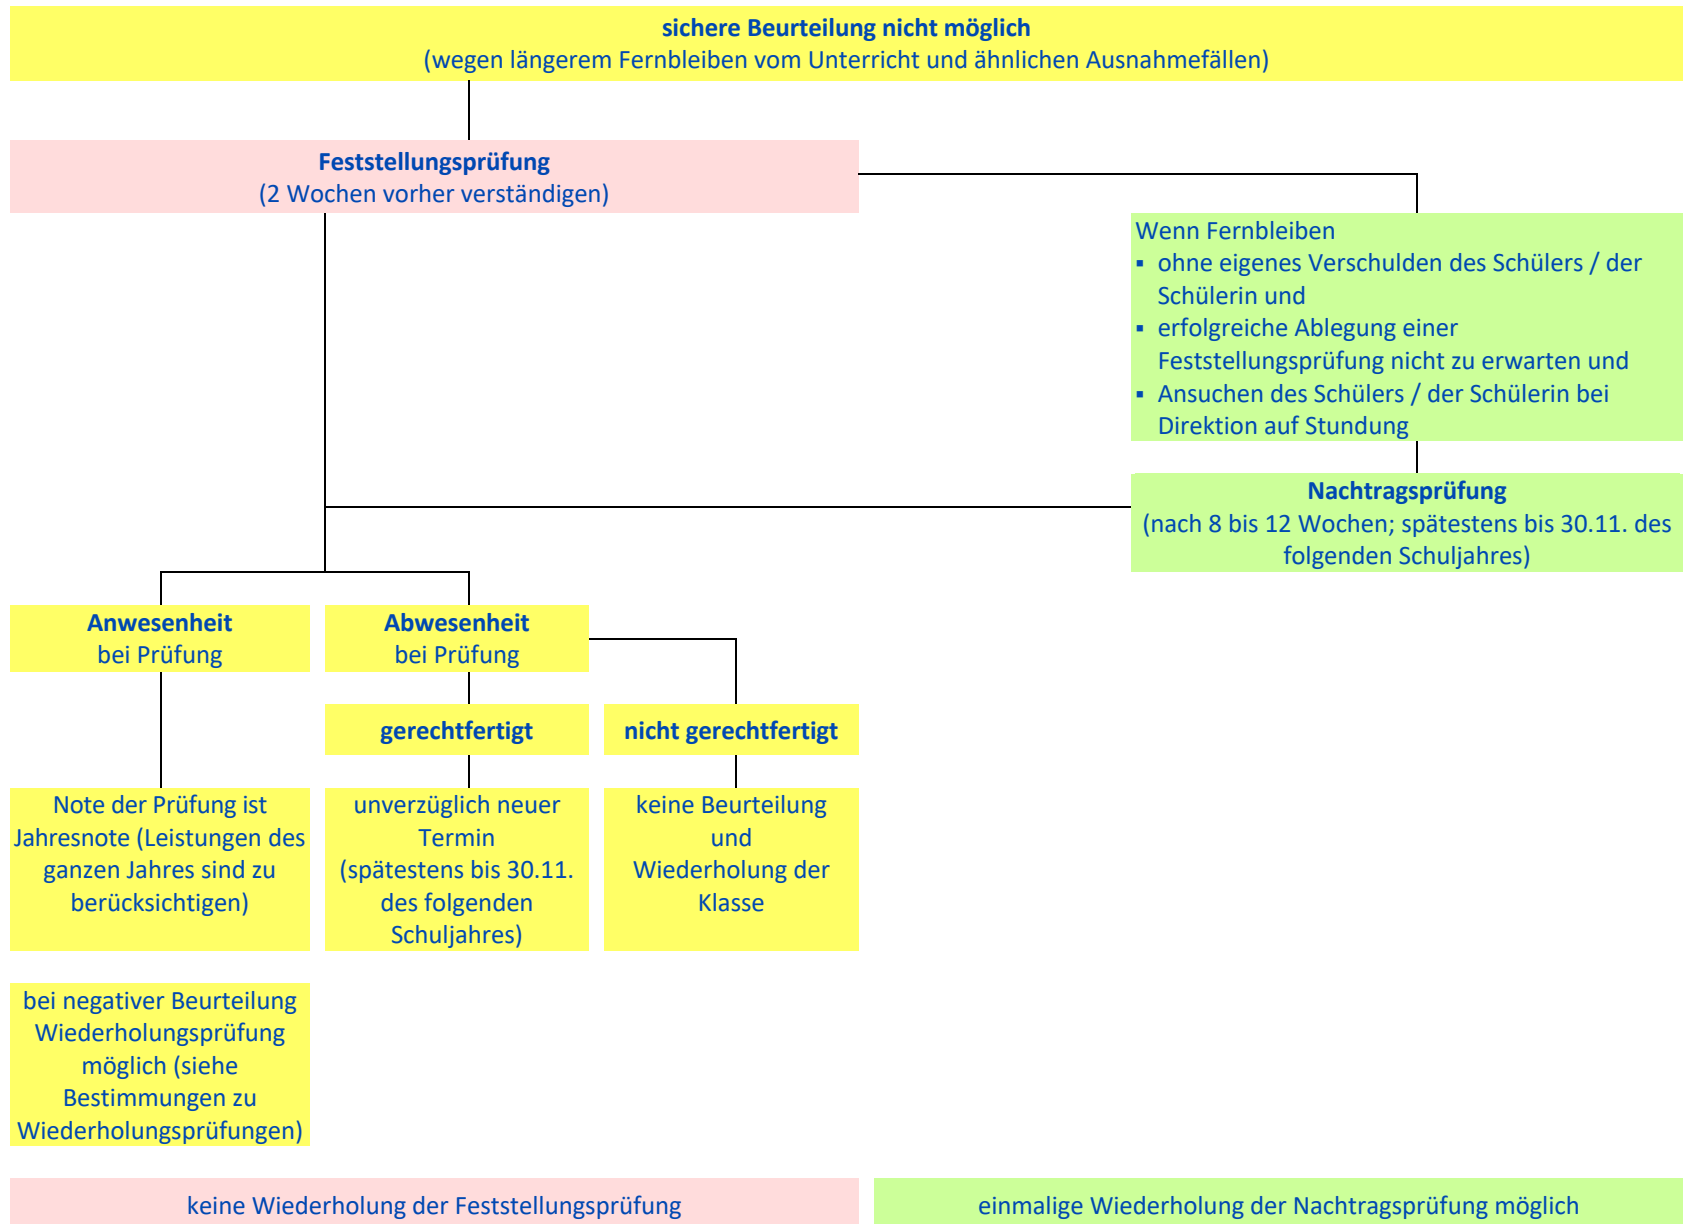 sichere Beurteilung nicht möglich
(wegen längerem Fernbleiben vom Unterricht und ähnlichen Ausnahmefällen)
Feststellungsprüfung
(2 Wochen vorher verständigen)
Wenn Fernbleiben
▪ ohne eigenes Verschulden des Schülers / der
Schülerin und
▪ erfolgreiche Ablegung einer
Feststellungsprüfung nicht zu erwarten und
▪ Ansuchen des Schülers / der Schülerin bei
Direktion auf Stundung
Nachtragsprüfung
(nach 8 bis 12 Wochen; spätestens bis 30.11. des
folgenden Schuljahres)
Anwesenheit
bei Prüfung
Abwesenheit
bei Prüfung
gerechtfertigt
nicht gerechtfertigt
Note der Prüfung ist
Jahresnote (Leistungen des
ganzen Jahres sind zu
berücksichtigen)
unverzüglich neuer
Termin
(spätestens bis 30.11.
des folgenden
Schuljahres)
keine Beurteilung
und
Wiederholung der
Klasse
bei negativer Beurteilung
Wiederholungsprüfung
möglich (siehe
Bestimmungen zu
Wiederholungsprüfungen)
keine Wiederholung der Feststellungsprüfung
einmalige Wiederholung der Nachtragsprüfung möglich